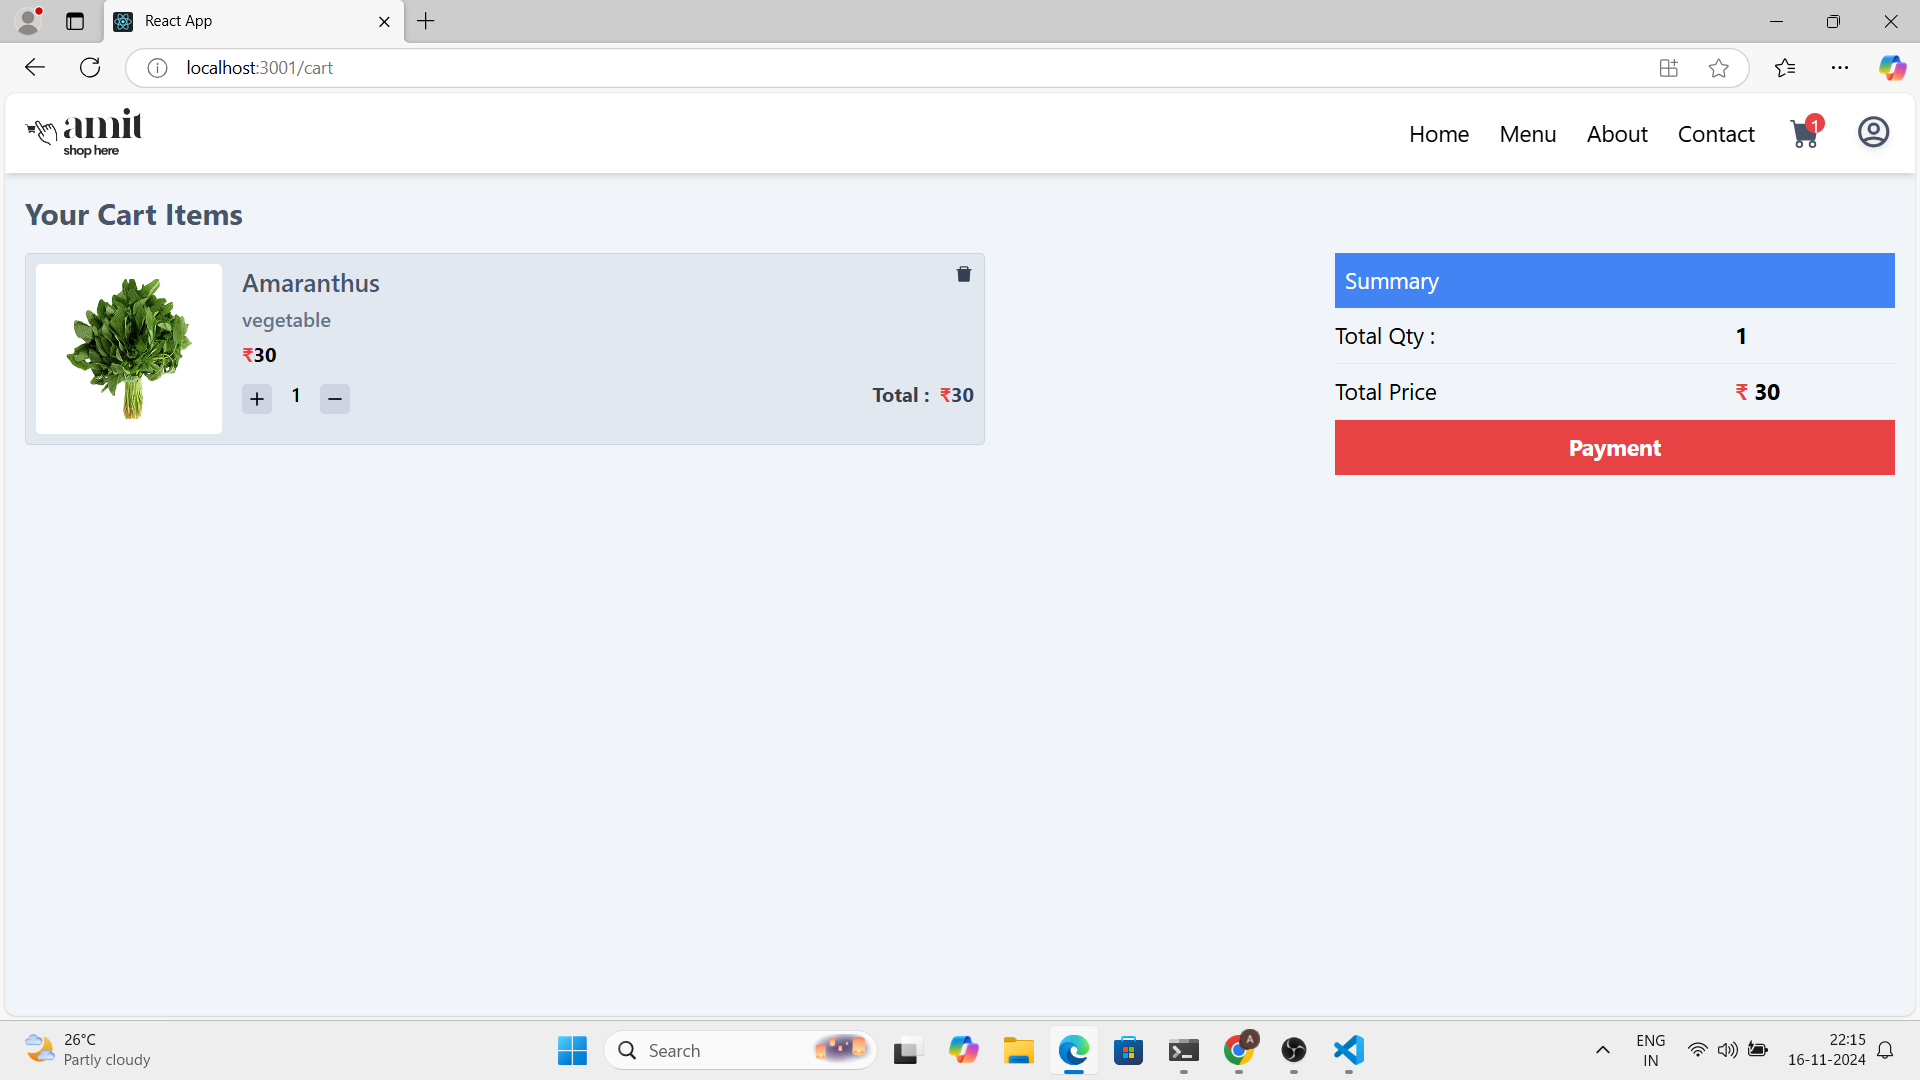 React App
localhost:3001/cart
amit
shop here
Home
Menu
About
Contact
1
Your Cart Items
Amaranthus
vegetable
₹30
+ 1 −
Total : ₹30
Summary
Total Qty : 1
Total Price ₹ 30
Payment
26°C
Partly cloudy
Search
A
ENG
IN
22:15
16-11-2024